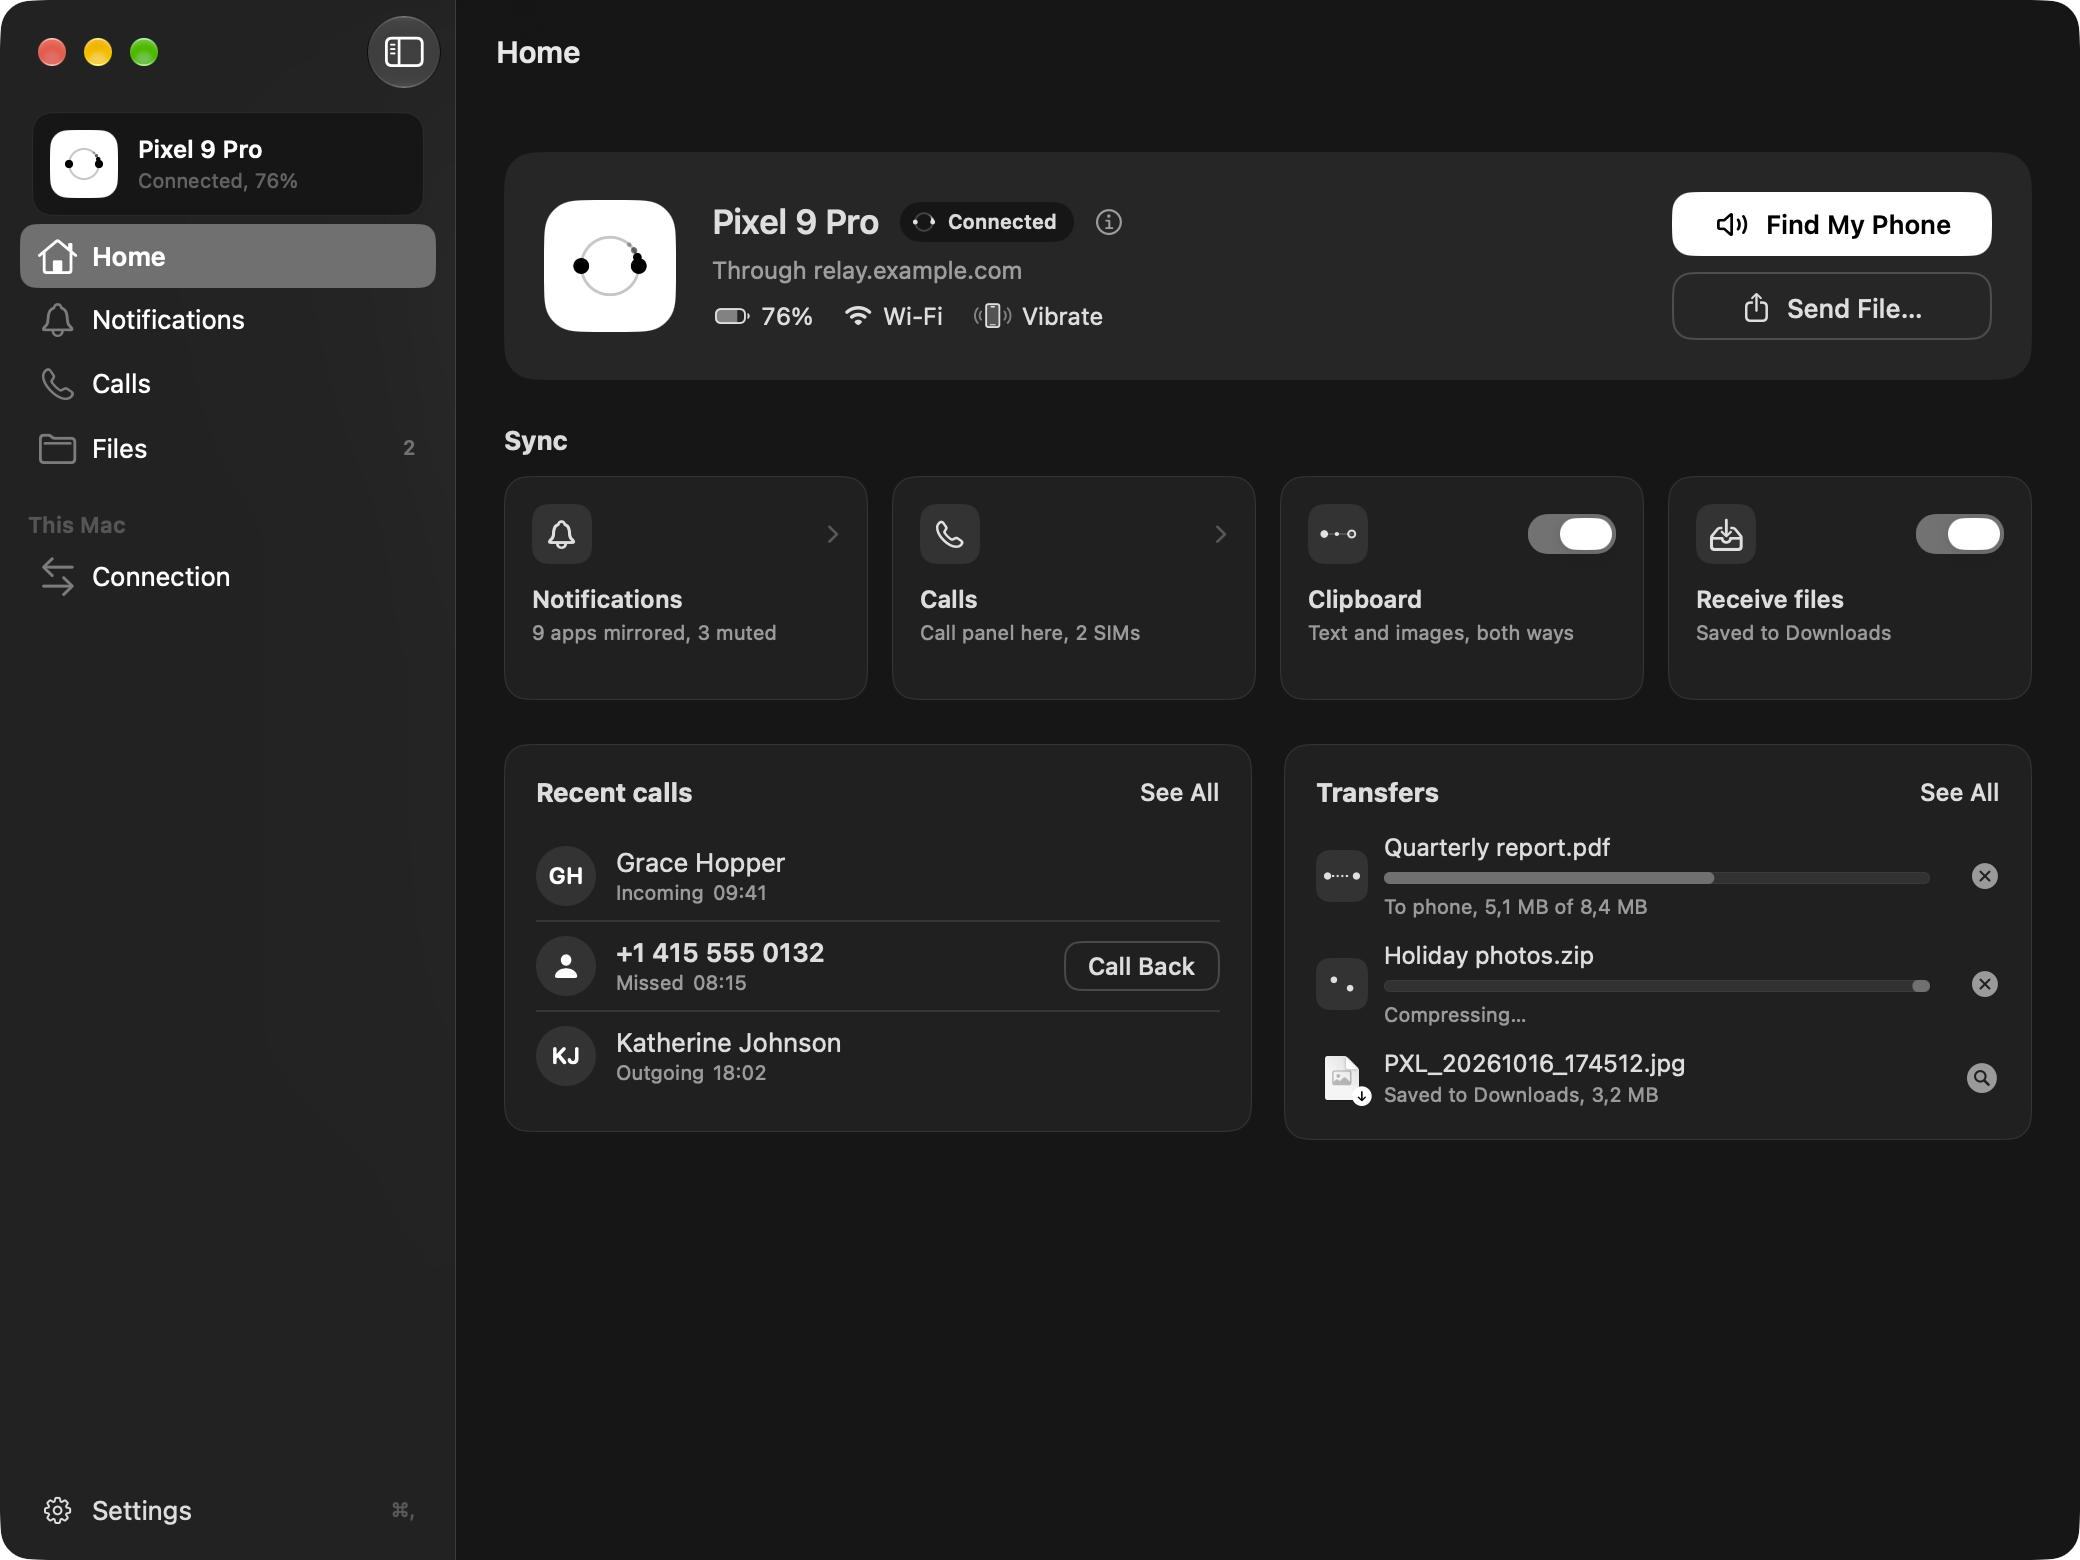 Home
Pixel 9 Pro
Connected, 76%
Home
Notifications
Calls
Files
2
This Mac
Connection
Settings
⌘,
Pixel 9 Pro
Connected
Through relay.example.com
76%
Wi-Fi
Vibrate
Find My Phone
Send File...
Sync
Notifications
9 apps mirrored, 3 muted
Calls
Call panel here, 2 SIMs
Clipboard
Text and images, both ways
Receive files
Saved to Downloads
Recent calls
See All
GH
Grace Hopper
Incoming 09:41
+1 415 555 0132
Missed 08:15
Call Back
KJ
Katherine Johnson
Outgoing 18:02
Transfers
See All
Quarterly report.pdf
To phone, 5,1 MB of 8,4 MB
Holiday photos.zip
Compressing...
PXL_20261016_174512.jpg
Saved to Downloads, 3,2 MB